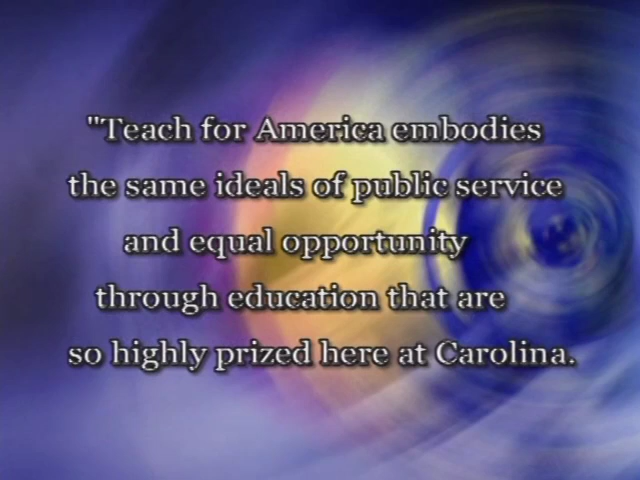 "Teach for America embodies
the same ideals of public service
and equal opportunity
through education that are
so highly prized here at Carolina.